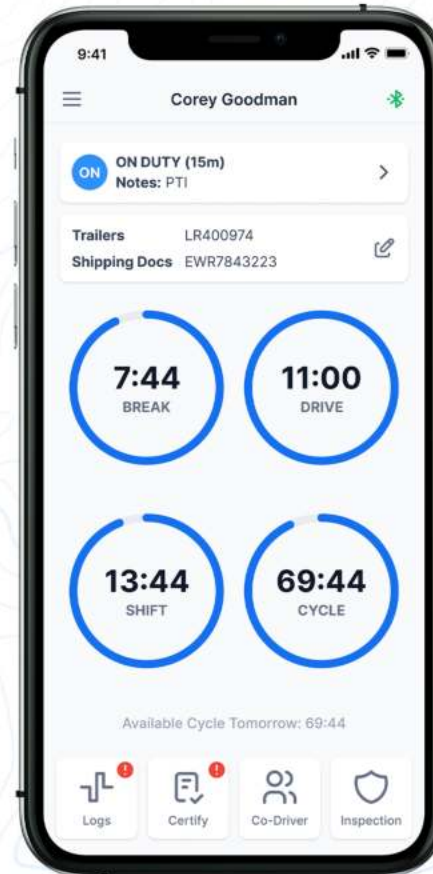 9:41
Corey Goodman
ON
ON DUTY (15m)
Notes: PTI
Trailers LR400974
Shipping Docs EWR7843223
7:44
BREAK
11:00
DRIVE
13:44
SHIFT
69:44
CYCLE
Available Cycle Tomorrow: 69:44
!
Logs
!
Certify
Co-Driver
Inspection